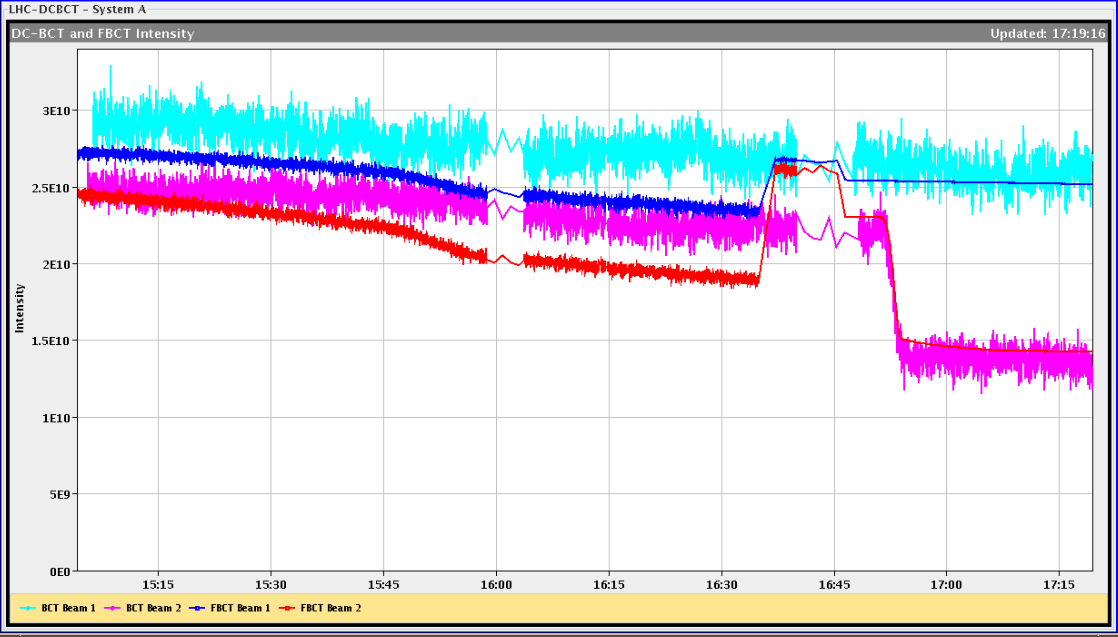 LHC-DCBCT - System A
DC-BCT and FBCT Intensity Updated: 17:19:16
3E10
2.5E10
2E10
Intensity
1.5E10
1E10
5E9
0E0
15:15 15:30 15:45 16:00 16:15 16:30 16:45 17:00 17:15
BCT Beam 1 BCT Beam 2 FBCT Beam 1 FBCT Beam 2